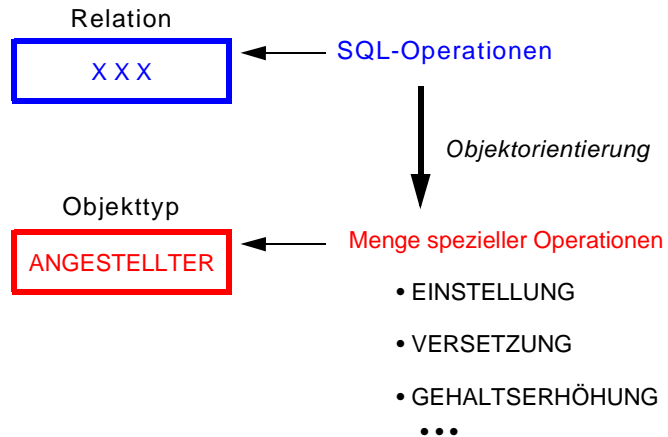 Relation
X X X
SQL-Operationen
Objektorientierung
Objekttyp
ANGESTELLTER
Menge spezieller Operationen
• EINSTELLUNG
• VERSETZUNG
• GEHALTSERHÖHUNG
•••